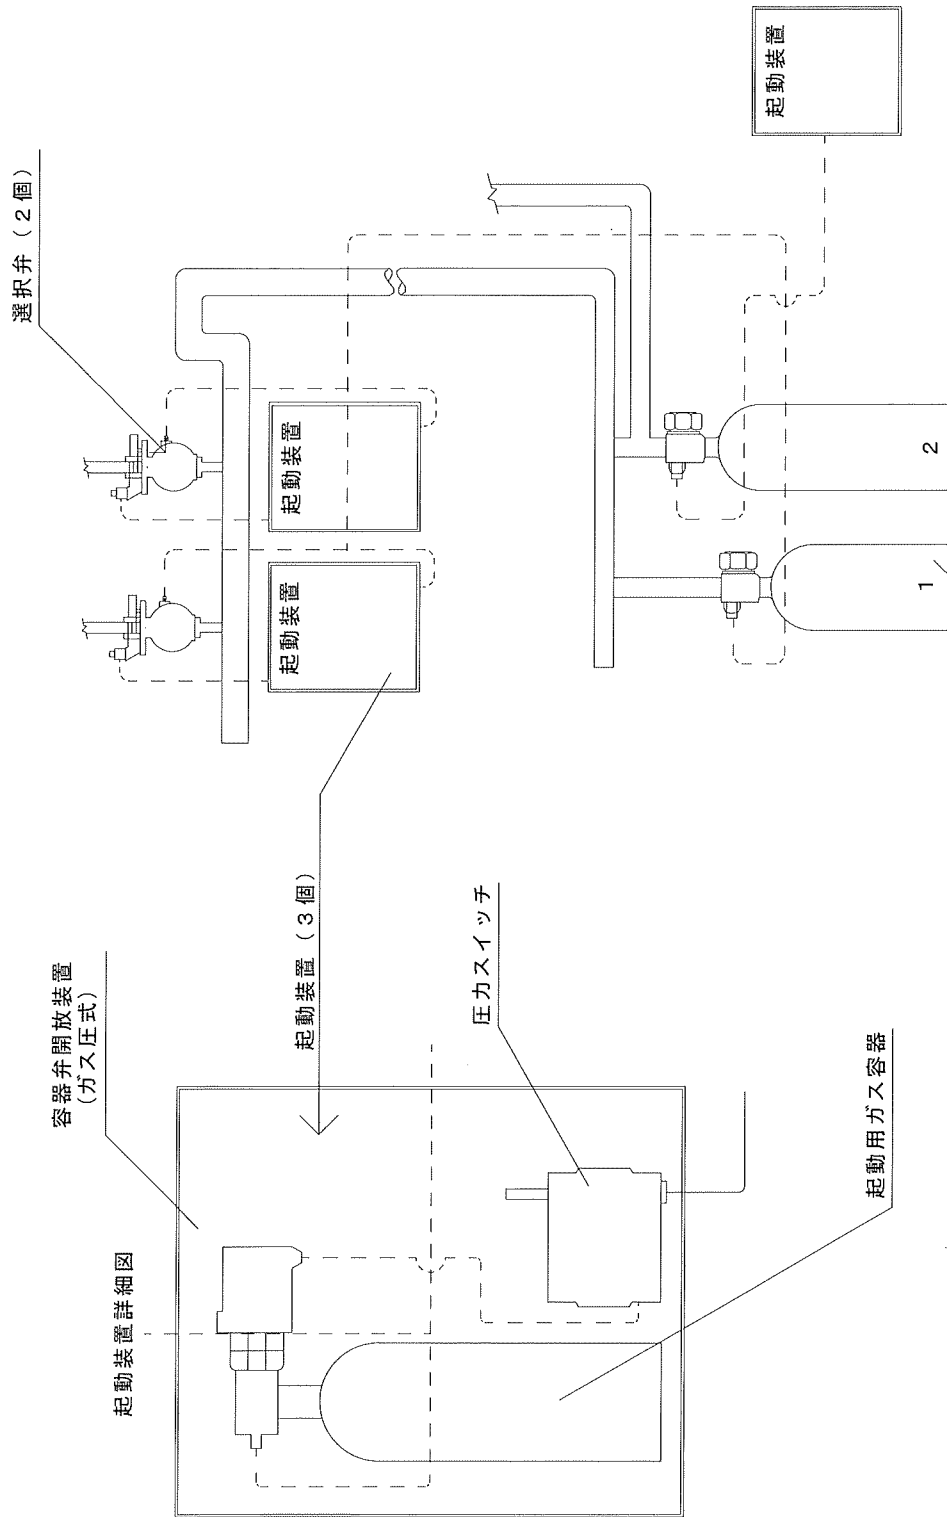 起動装置詳細図
容器弁開放装置
(ガス圧式)
起動装置(3個)
圧力スイッチ
起動用ガス容器
選択弁(2個)
起動装置
起動装置
起動装置
1
2